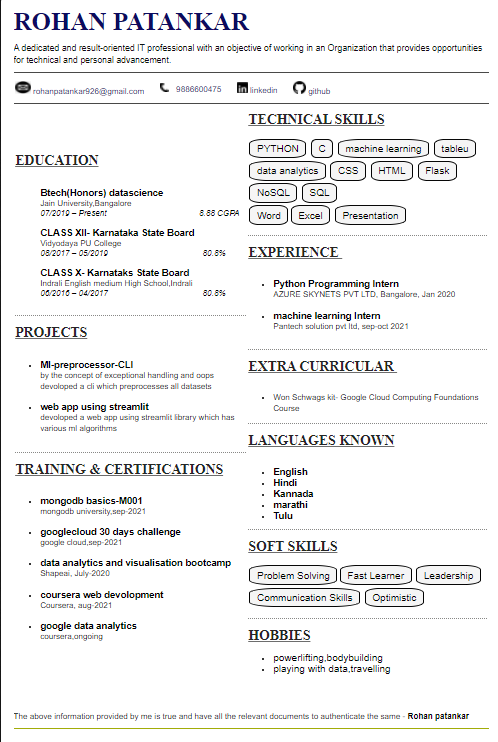 ROHAN PATANKAR
A dedicated and result-oriented IT professional with an objective of working in an Organization that provides opportunities
for technical and personal advancement.
rohanpatankar926@gmail.com 9886600475 linkedin github
EDUCATION
Btech(Honors) datascience
Jain University,Bangalore
07/2019 – Present 8.88 CGPA
CLASS XII- Karnataka State Board
Vidyodaya PU College
08/2017 – 05/2019 80.8%
CLASS X- Karnataks State Board
Indrali English medium High School,Indrali
06/2016 – 04/2017 80.8%
PROJECTS
Ml-preprocessor-CLI
by the concept of exceptional handling and oops
devoloped a cli which preprocesses all datasets
web app using streamlit
devoloped a web app using streamlit library which has
various ml algorithms
TRAINING & CERTIFICATIONS
mongodb basics-M001
mongodb university,sep-2021
googlecloud 30 days challenge
google cloud,sep-2021
data analytics and visualisation bootcamp
Shapeai, July-2020
coursera web devolopment
Coursera, aug-2021
google data analytics
coursera,ongoing
TECHNICAL SKILLS
PYTHON C machine learning tableu
data analytics CSS HTML Flask
NoSQL SQL
Word Excel Presentation
EXPERIENCE
Python Programming Intern
AZURE SKYNETS PVT LTD, Bangalore, Jan 2020
machine learning Intern
Pantech solution pvt ltd, sep-oct 2021
EXTRA CURRICULAR
Won Schwags kit- Google Cloud Computing Foundations
Course
LANGUAGES KNOWN
English
Hindi
Kannada
marathi
Tulu
SOFT SKILLS
Problem Solving Fast Learner Leadership
Communication Skills Optimistic
HOBBIES
powerlifting,bodybuilding
playing with data,travelling
The above information provided by me is true and have all the relevant documents to authenticate the same - Rohan patankar